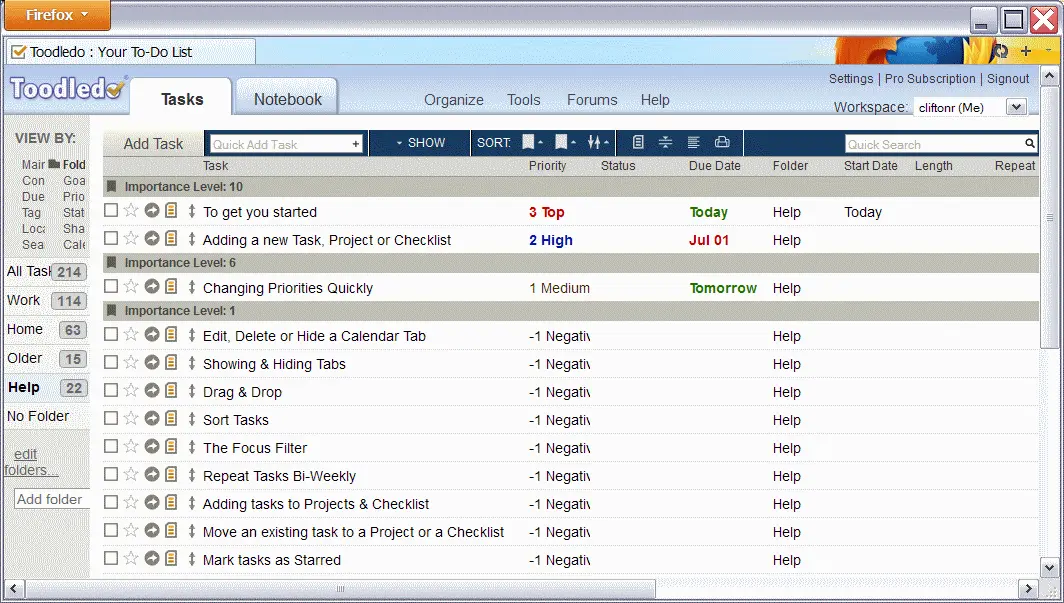 Firefox
Toodledo : Your To-Do List
Toodledo
Tasks
Notebook
Organize Tools Forums Help
Settings | Pro Subscription | Signout
Workspace: cliftonr (Me)
VIEW BY:
Main Fold
Con Goa
Due Prio
Tag Stat
Loca Sha
Sea Cale
All Task 214
Work 114
Home 63
Older 15
Help 22
No Folder
edit
folders...
Add folder
Add Task Quick Add Task + SHOW SORT: Quick Search
Task Priority Status Due Date Folder Start Date Length Repeat
Importance Level: 10
To get you started 3 Top Today Help Today
Adding a new Task, Project or Checklist 2 High Jul 01 Help
Importance Level: 6
Changing Priorities Quickly 1 Medium Tomorrow Help
Importance Level: 1
Edit, Delete or Hide a Calendar Tab -1 Negativ Help
Showing & Hiding Tabs -1 Negativ Help
Drag & Drop -1 Negativ Help
Sort Tasks -1 Negativ Help
The Focus Filter -1 Negativ Help
Repeat Tasks Bi-Weekly -1 Negativ Help
Adding tasks to Projects & Checklist -1 Negativ Help
Move an existing task to a Project or a Checklist -1 Negativ Help
Mark tasks as Starred -1 Negativ Help